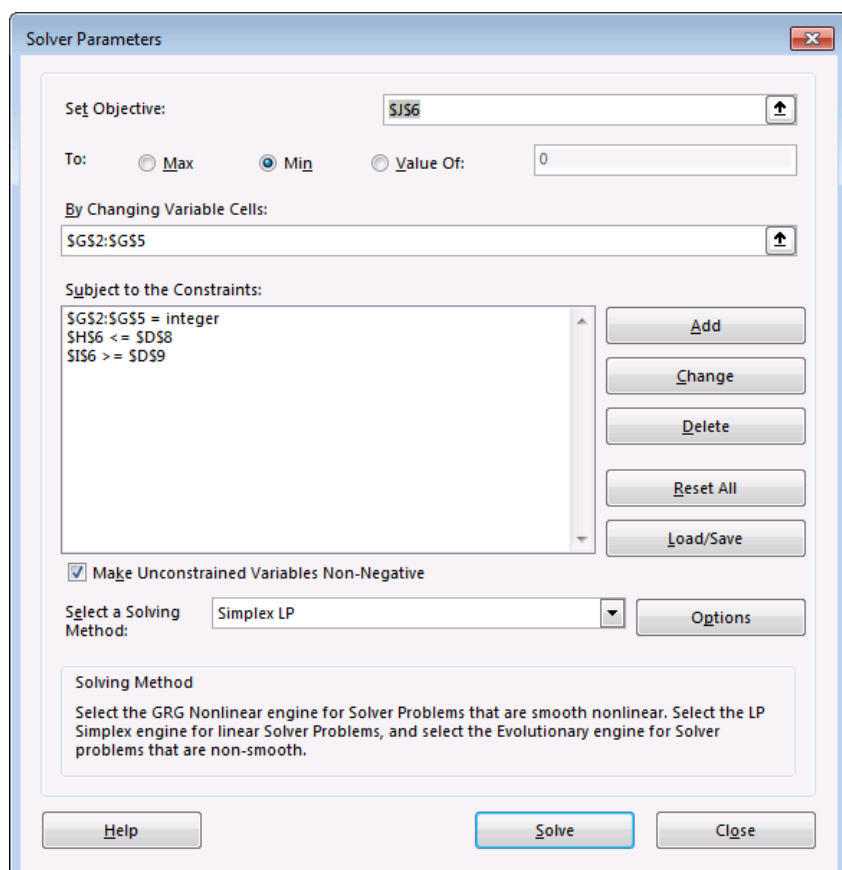 Solver Parameters
Set Objective: $J$6
To: Max Min Value Of: 0
By Changing Variable Cells:
$G$2:$G$5
Subject to the Constraints:
$G$2:$G$5 = integer
$H$6 <= $D$8
$I$6 >= $D$9
Add
Change
Delete
Reset All
Load/Save
Make Unconstrained Variables Non-Negative
Select a Solving Method: Simplex LP
Options
Solving Method
Select the GRG Nonlinear engine for Solver Problems that are smooth nonlinear. Select the LP
Simplex engine for linear Solver Problems, and select the Evolutionary engine for Solver
problems that are non-smooth.
Help Solve Close